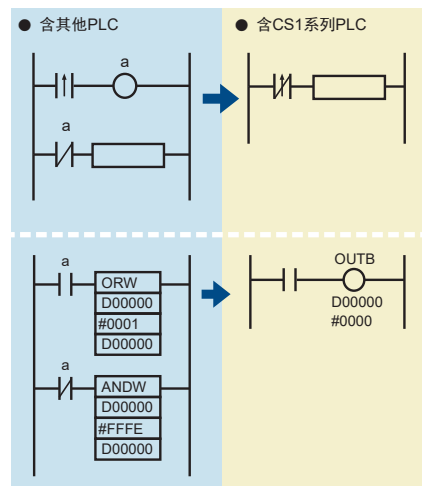 ● 含其他PLC
● 含CS1系列PLC
a
a
a
ORW
D00000
#0001
D00000
a
ANDW
D00000
#FFFE
D00000
OUTB
D00000
#0000